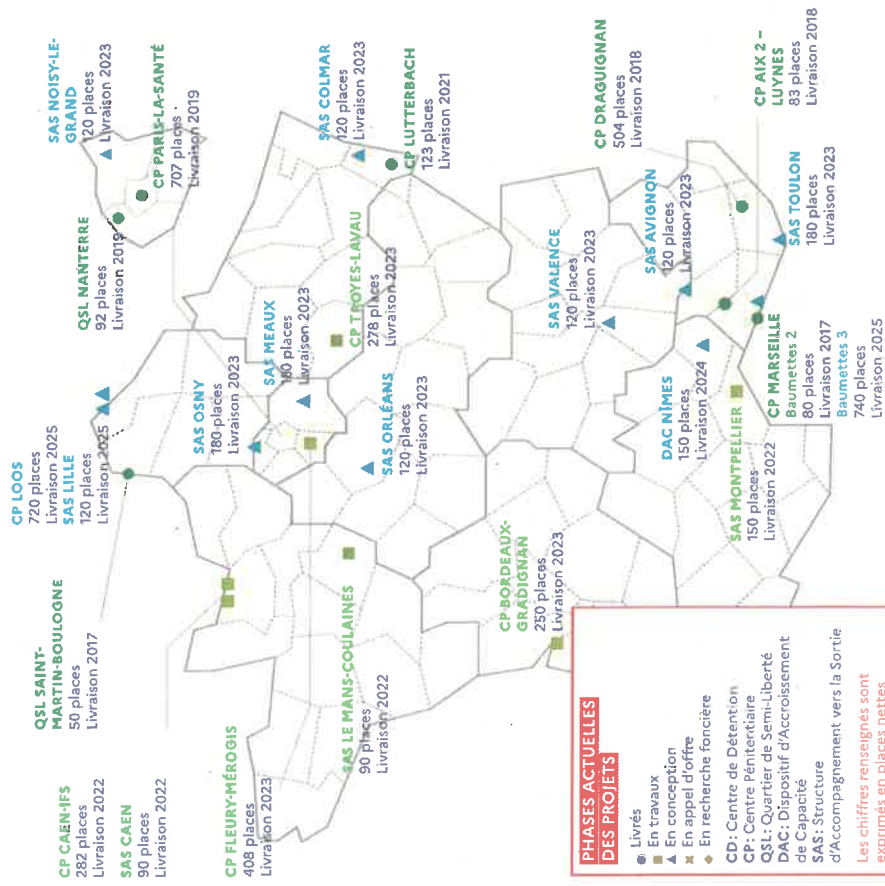 CP LOOS
720 places
Livraison 2025
SAS LILLE
120 places
Livraison 2025
QSL SAINT-
MARTIN-BOULOGNE
50 places
Livraison 2017
CP CAEN-IFS
282 places
Livraison 2022
SAS CAEN
90 places
Livraison 2022
CP FLEURY-MÉROGIS
408 places
Livraison 2023
SAS LE MANS-COULAINES
90 places
Livraison 2022
SAS NOISY-LE-
GRAND
120 places
Livraison 2023
CP PARIS-LA-SANTÉ
707 places
Livraison 2019
QSL NANTERRE
92 places
Livraison 2019
SAS OSNY
180 places
Livraison 2023
SAS MEAUX
180 places
Livraison 2023
SAS COLMAR
120 places
Livraison 2023
CP LUTTERBACH
123 places
Livraison 2021
CP TROYES-LAVAU
278 places
Livraison 2023
SAS ORLÉANS
120 places
Livraison 2023
CP BORDEAUX-
GRADIGNAN
250 places
Livraison 2023
SAS VALENCE
120 places
Livraison 2023
CP DRAGUIGNAN
504 places
Livraison 2018
SAS AVIGNON
120 places
Livraison 2023
CP AIX 2 –
LUYNES
83 places
Livraison 2018
SAS TOULON
180 places
Livraison 2023
DAC NÎMES
150 places
Livraison 2024
SAS MONTPELLIER
150 places
Livraison 2022
CP MARSEILLE
Baumettes 2
80 places
Livraison 2017
Baumettes 3
740 places
Livraison 2025
PHASES ACTUELLES
DES PROJETS
Livrés
En travaux
En conception
En appel d'offre
En recherche foncière
CD: Centre de Détention
CP: Centre Pénitentiaire
QSL: Quartier de Semi-Liberté
DAC: Dispositif d'Accroissement
de Capacité
SAS: Structure
d'Accompagnement vers la Sortie
Les chiffres renseignés sont
exprimés en places nettes